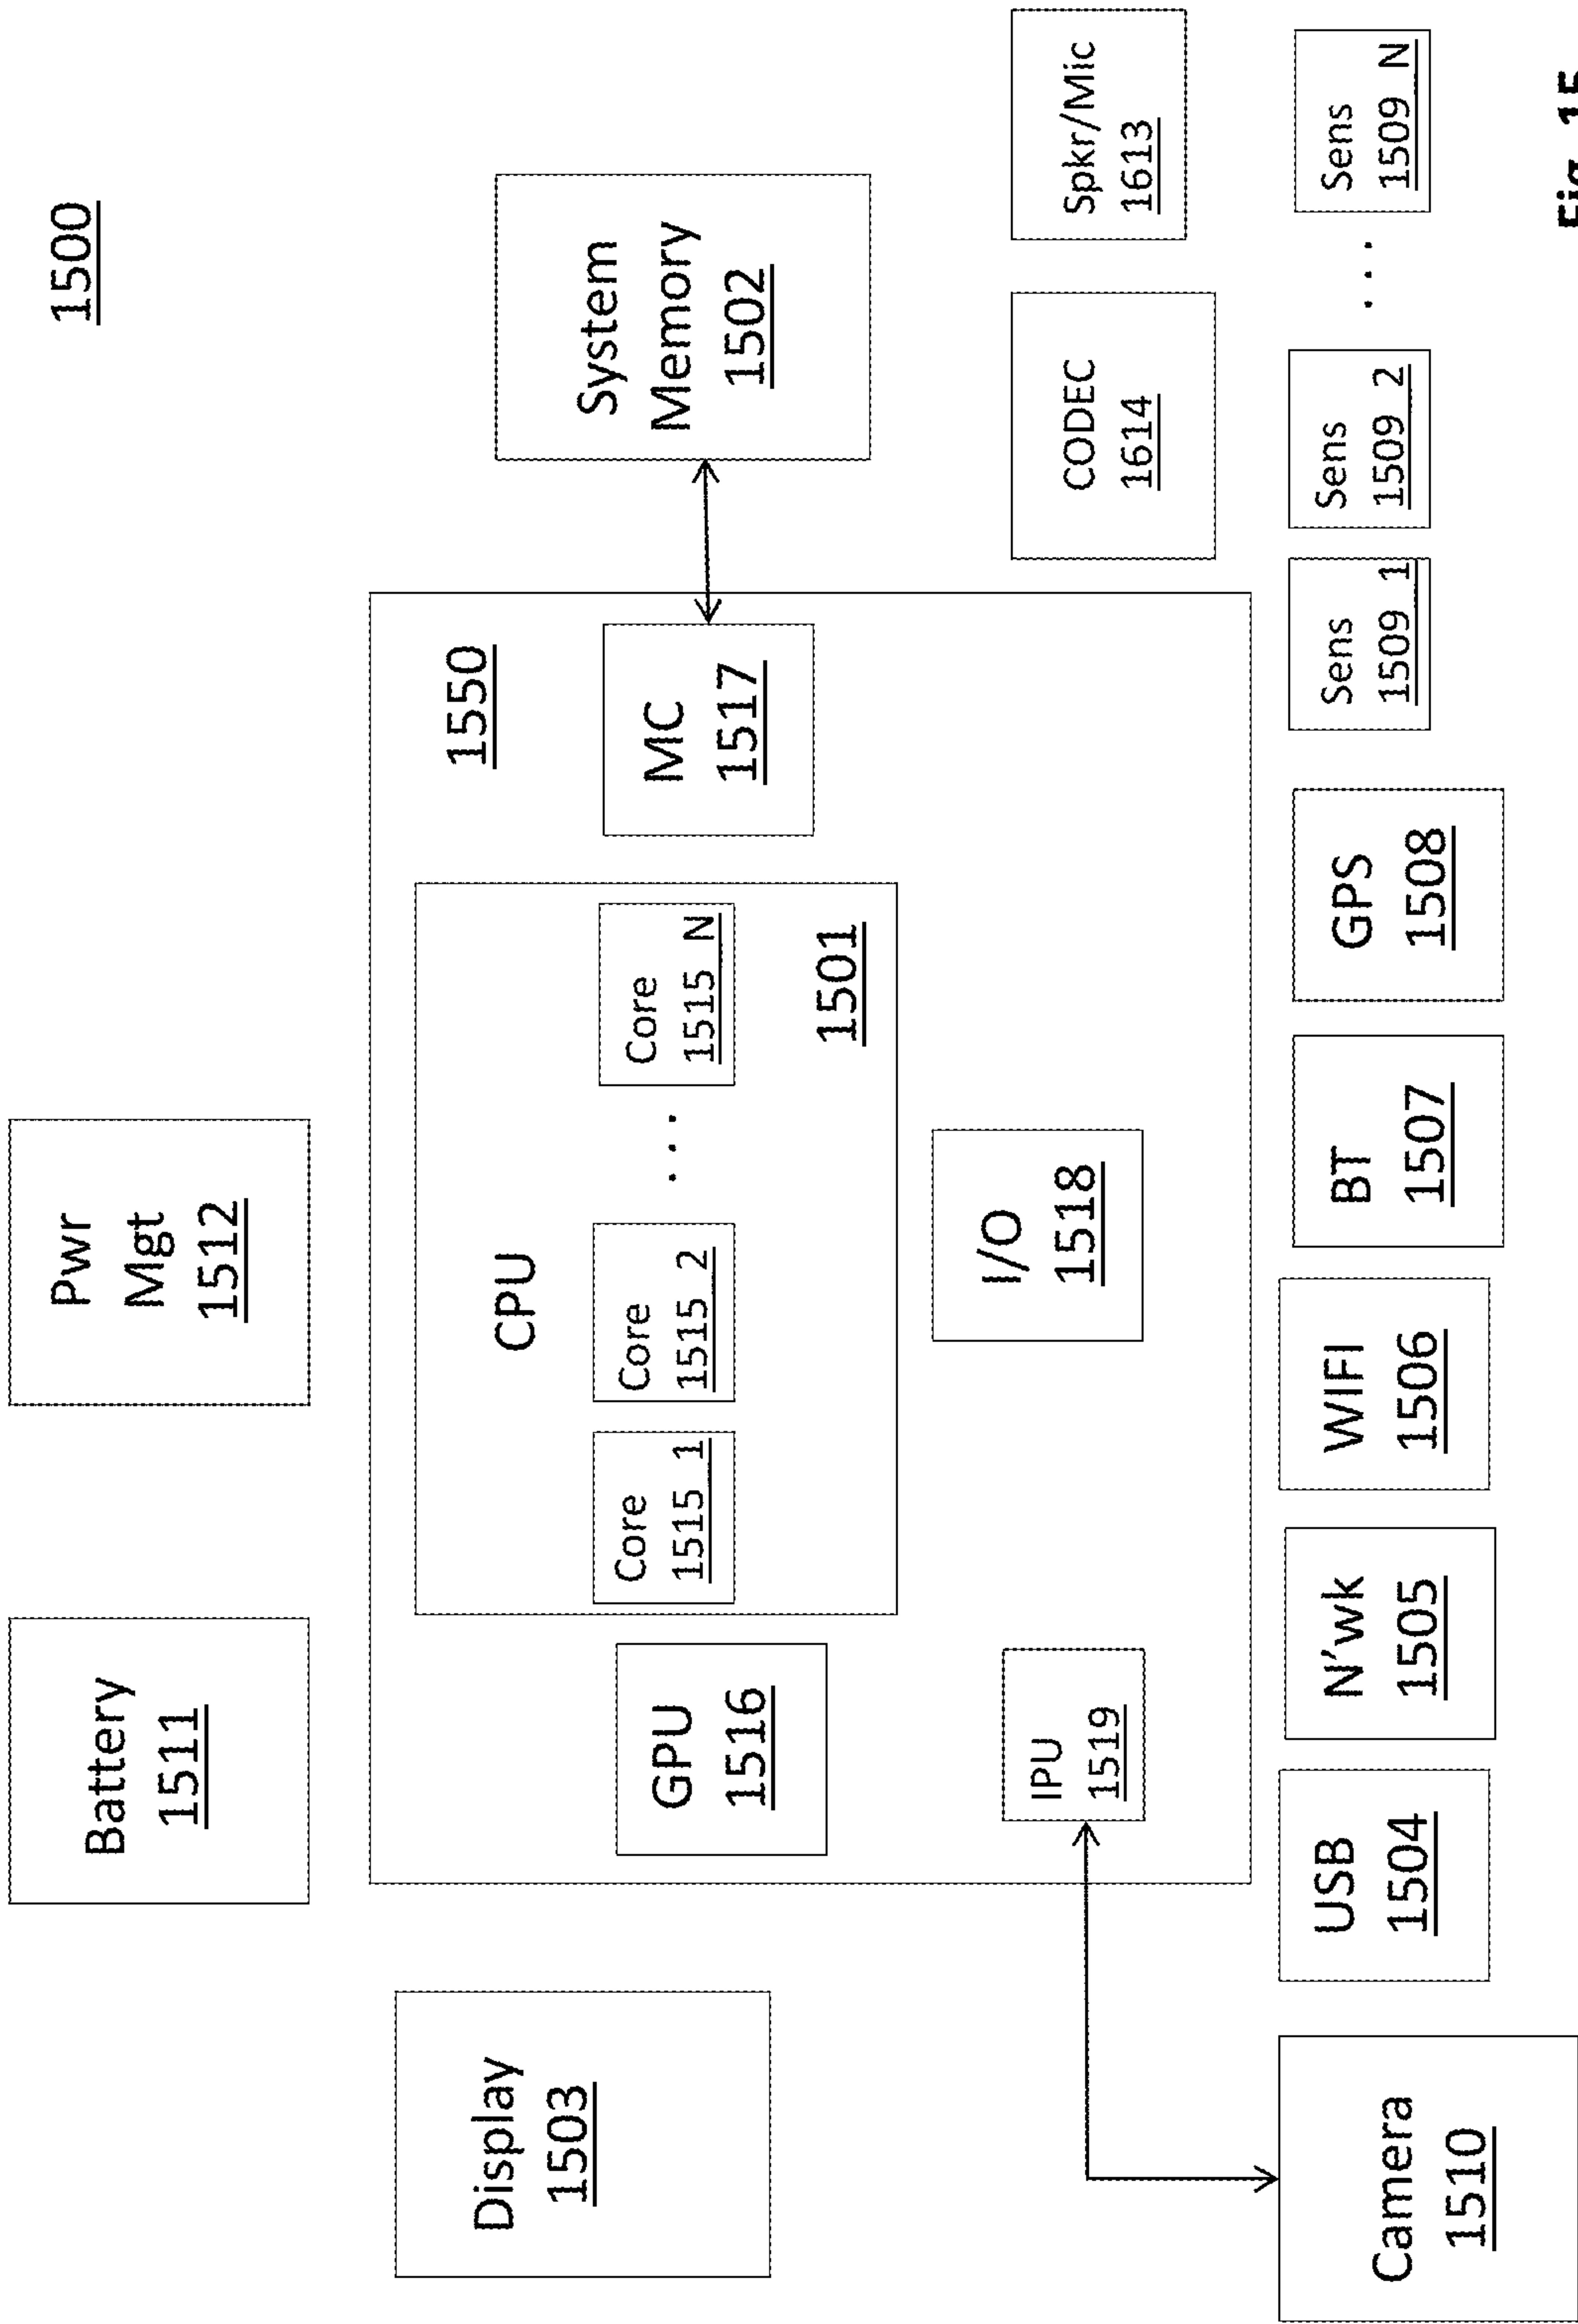 1500
Battery
1511
Pwr
Mgt
1512
Display
1503
1550
CPU
Core
1515_1
Core
1515_2
...
Core
1515_N
1501
GPU
1516
MC
1517
System
Memory
1502
IPU
1519
I/O
1518
CODEC
1614
Spkr/Mic
1613
Camera
1510
USB
1504
N'wk
1505
WIFI
1506
BT
1507
GPS
1508
Sens
1509_1
Sens
1509_2
...
Sens
1509_N
Fig. 15